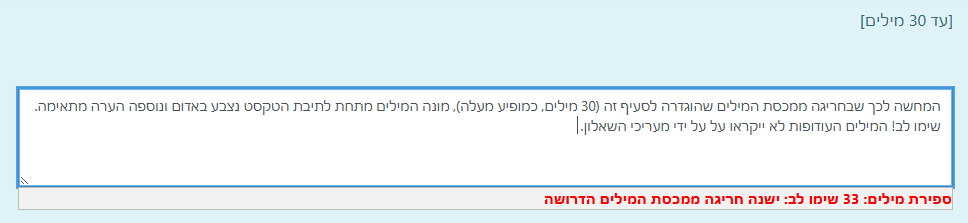 [עד 30 מילים]
המחשה לכך שבחריגה ממכסת המילים שהוגדרה לסעיף זה (30 מילים, כמופיע מעלה), מונה המילים מתחת לתיבת הטקסט נצבע באדום ונוספה הערה מתאימה.
שימו לב! המילים העודפות לא ייקראו על על ידי מעריכי השאלון.
ספירת מילים: 33 שימו לב: ישנה חריגה ממכסת המילים הדרושה